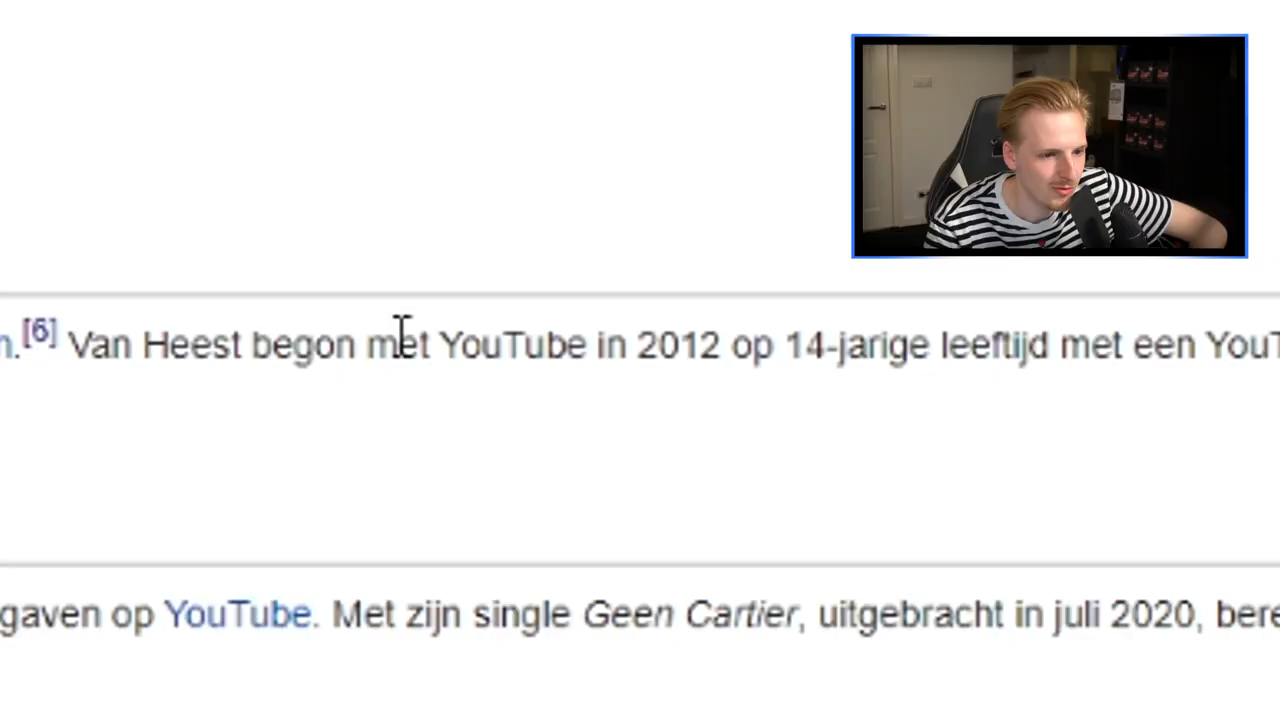 n.[6] Van Heest begon met YouTube in 2012 op 14-jarige leeftijd met een YouT
gaven op YouTube. Met zijn single Geen Cartier, uitgebracht in juli 2020, bere